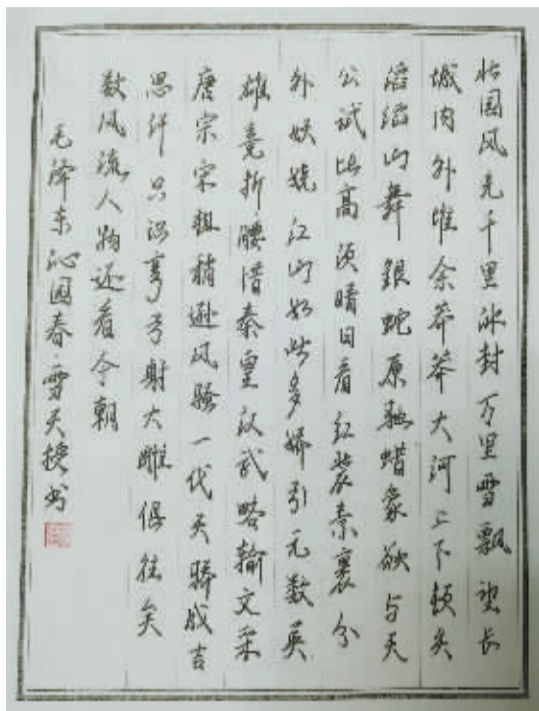 北国风光千里冰封万里雪飘望长
城内外惟余莽莽大河上下顿失
滔滔山舞銀蛇原驰蜡象欲与天
公试比高须晴日看红装素裹分
外妖娆江山如此多娇引无数英
雄竞折腰惜秦皇汉武略输文采
唐宗宋祖稍逊风骚一代天骄成吉
思汗只识弯弓射大雕俱往矣
数风流人物还看今朝
毛泽东沁园春·雪天授书